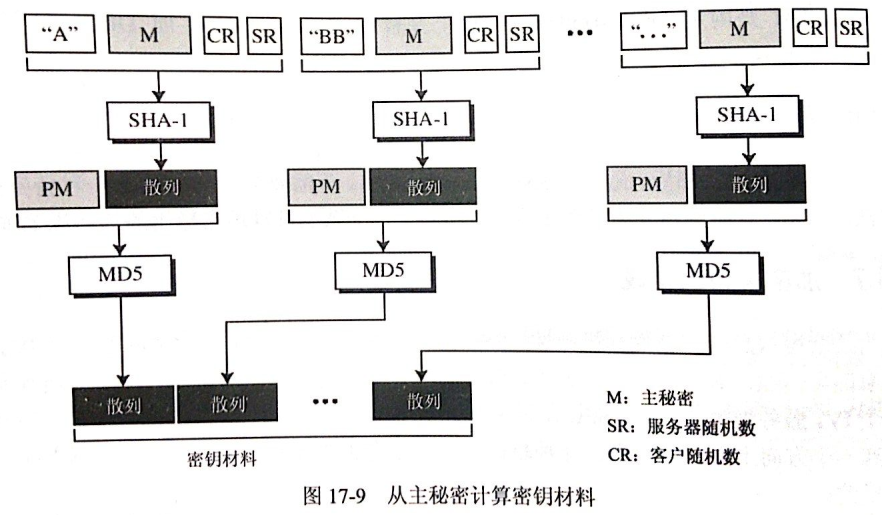 “A” M CR SR “BB” M CR SR ••• “...” M CR SR
SHA-1 SHA-1 SHA-1
PM 散列 PM 散列 PM 散列
MD5 MD5 MD5
散列 散列 ••• 散列
M：主秘密
SR：服务器随机数
密钥材料
CR：客户随机数
图 17-9 从主秘密计算密钥材料